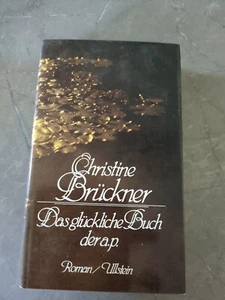 Christine
Brückner
Das glückliche Buch
der a.p.
Roman/Ullstein